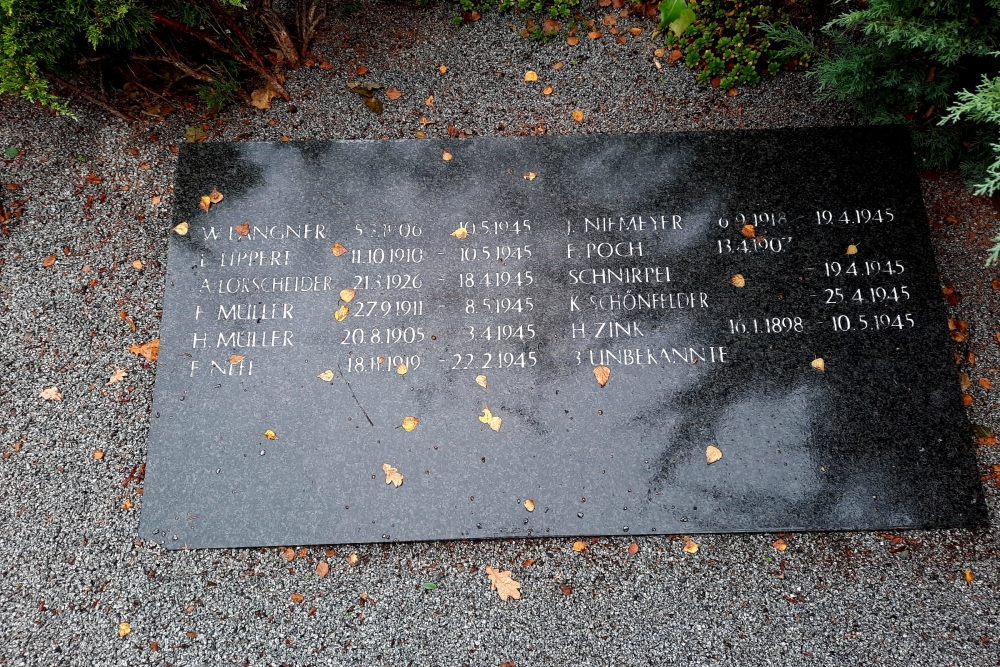 W. LANGNER 5.3.1906 - 10.5.1945
LIPPERT 11.10.1910 - 10.5.1945
A. LORSCHEIDER 21.3.1926 - 18.4.1945
F. MÜLLER 27.9.1911 - 8.5.1945
H. MÜLLER 20.8.1905 3.4.1945
F. 18.11.1919 - 22.2.1945
J. NIEMEYER 6.9.1918 - 19.4.1945
F. POCH 13.4.1907
SCHNIRPEL - 19.4.1945
K. SCHÖNFELDER - 25.4.1945
H. ZINK 16.1.1898 - 10.5.1945
3 UNBEKANNTE